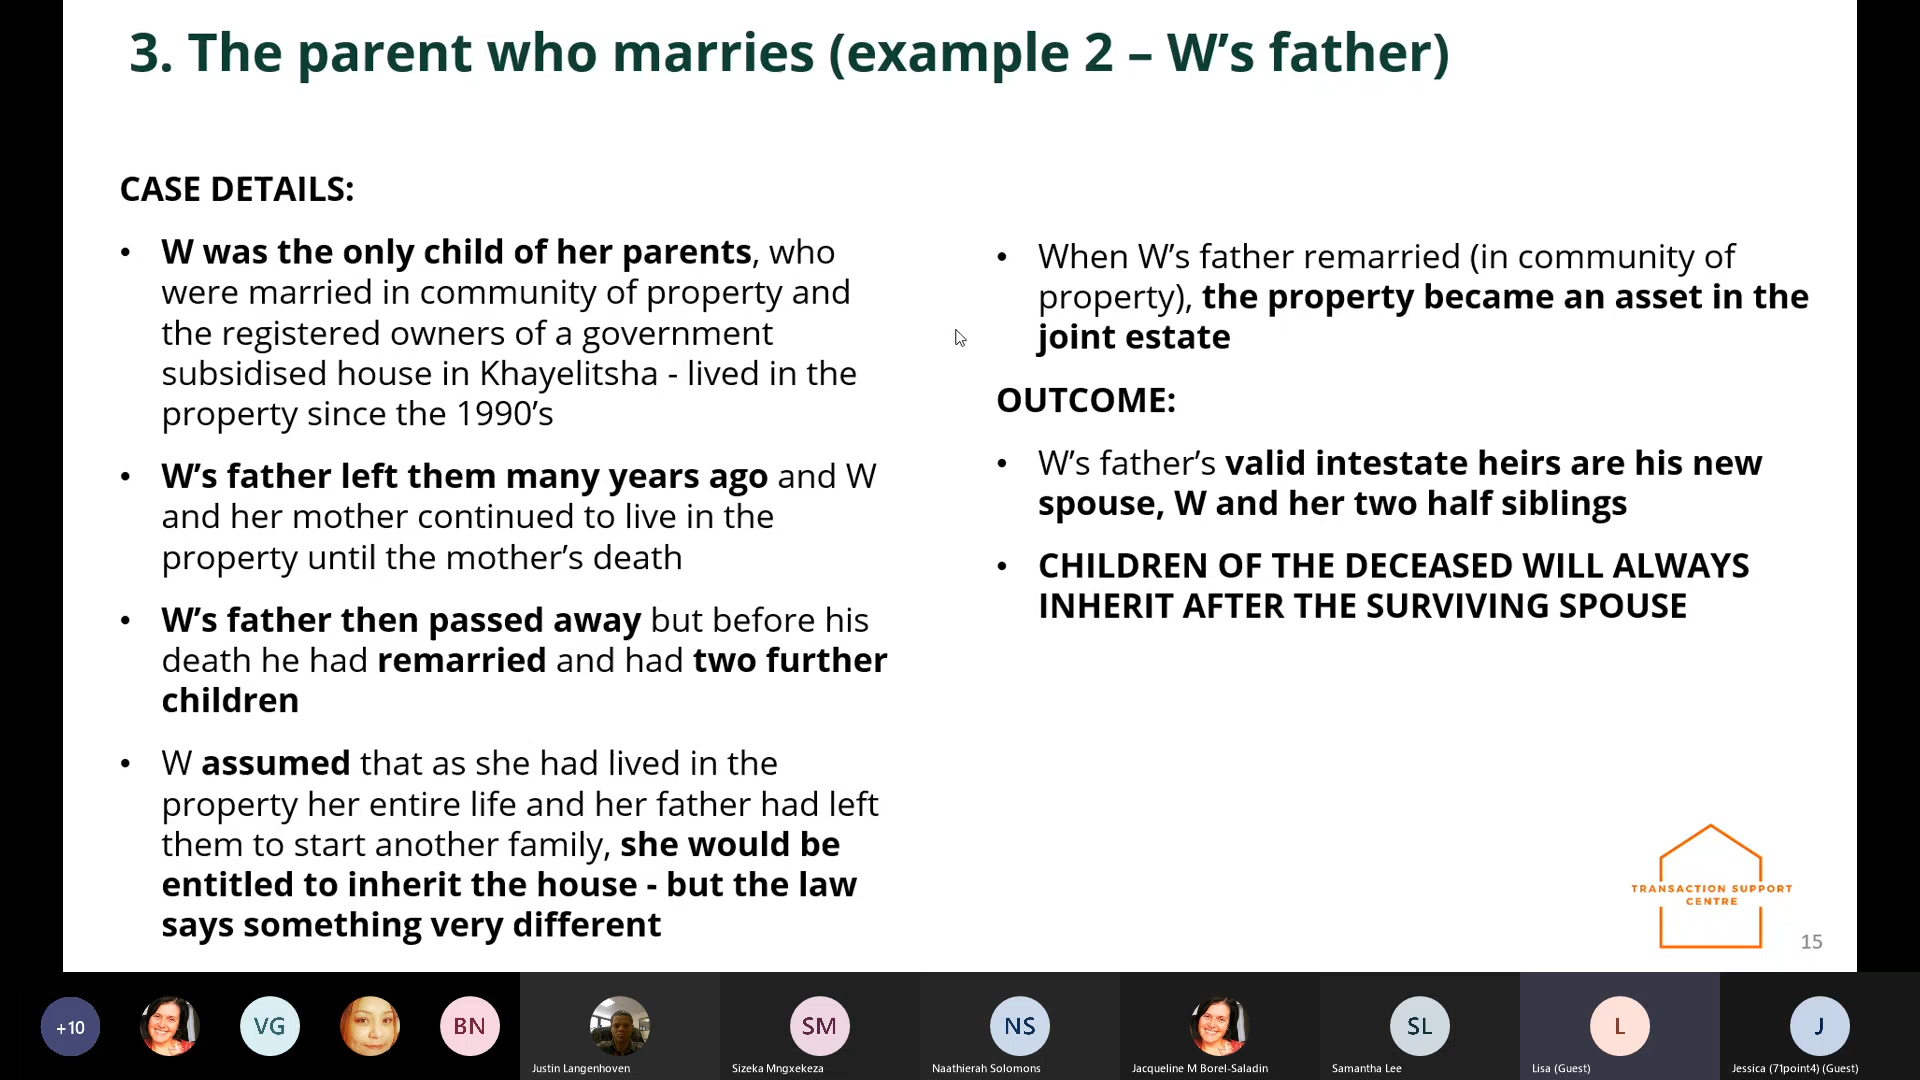 3. The parent who marries (example 2 – W’s father)
CASE DETAILS:
• W was the only child of her parents, who
were married in community of property and
the registered owners of a government
subsidised house in Khayelitsha - lived in the
property since the 1990’s
• W’s father left them many years ago and W
and her mother continued to live in the
property until the mother’s death
• W’s father then passed away but before his
death he had remarried and had two further
children
• W assumed that as she had lived in the
property her entire life and her father had left
them to start another family, she would be
entitled to inherit the house - but the law
says something very different
• When W’s father remarried (in community of
property), the property became an asset in the
joint estate
OUTCOME:
• W’s father’s valid intestate heirs are his new
spouse, W and her two half siblings
• CHILDREN OF THE DECEASED WILL ALWAYS
INHERIT AFTER THE SURVIVING SPOUSE
TRANSACTION SUPPORT
CENTRE
15
+10
VG
BN
SM
NS
SL
L
J
Justin Langenhoven
Sizeka Mngxekeza
Naathierah Solomons
Jacqueline M Borel-Saladin
Samantha Lee
Lisa (Guest)
Jessica (71point4) (Guest)